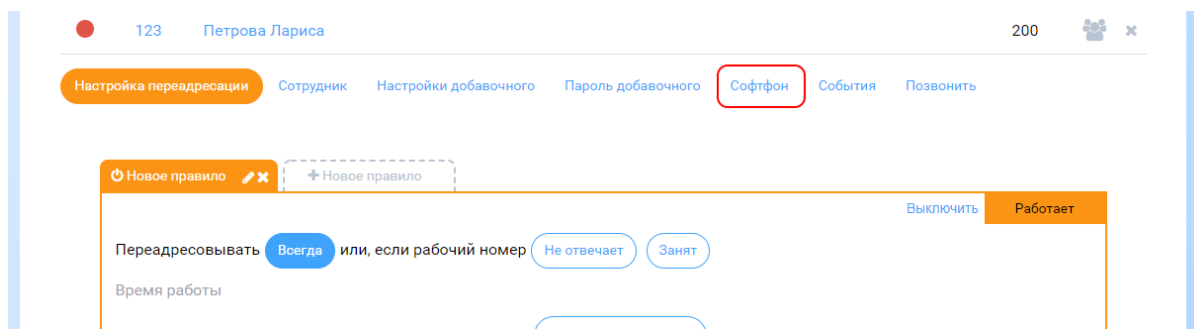 123 Петрова Лариса 200
Настройка переадресации Сотрудник Настройки добавочного Пароль добавочного Софтфон События Позвонить
Новое правило + Новое правило
Выключить Работает
Переадресовывать Всегда или, если рабочий номер Не отвечает Занят
Время работы